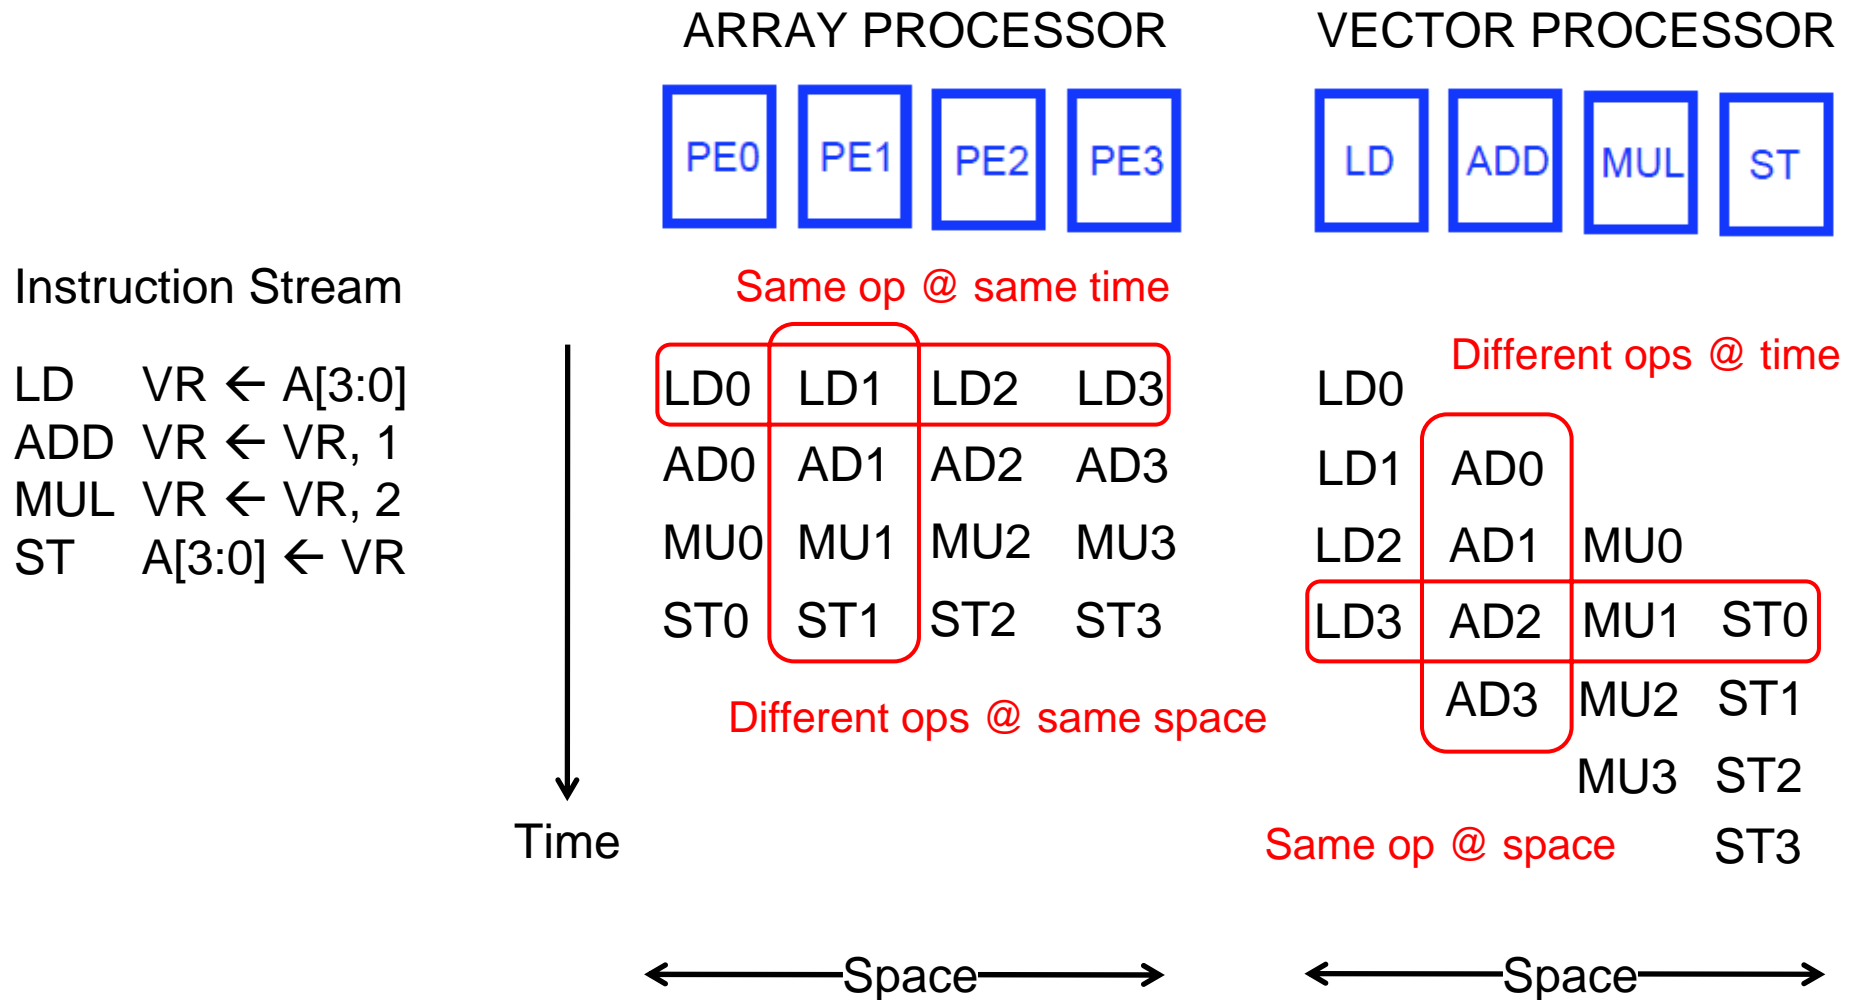 ARRAY PROCESSOR VECTOR PROCESSOR
PE0 PE1 PE2 PE3 LD ADD MUL ST
Instruction Stream
Same op @ same time
Different ops @ time
LD VR ← A[3:0]
ADD VR ← VR, 1
MUL VR ← VR, 2
ST A[3:0] ← VR
LD0 LD1 LD2 LD3
AD0 AD1 AD2 AD3
MU0 MU1 MU2 MU3
ST0 ST1 ST2 ST3
Different ops @ same space
LD0
LD1 AD0
LD2 AD1 MU0
LD3 AD2 MU1 ST0
AD3 MU2 ST1
MU3 ST2
ST3
Same op @ space
Time
Space Space